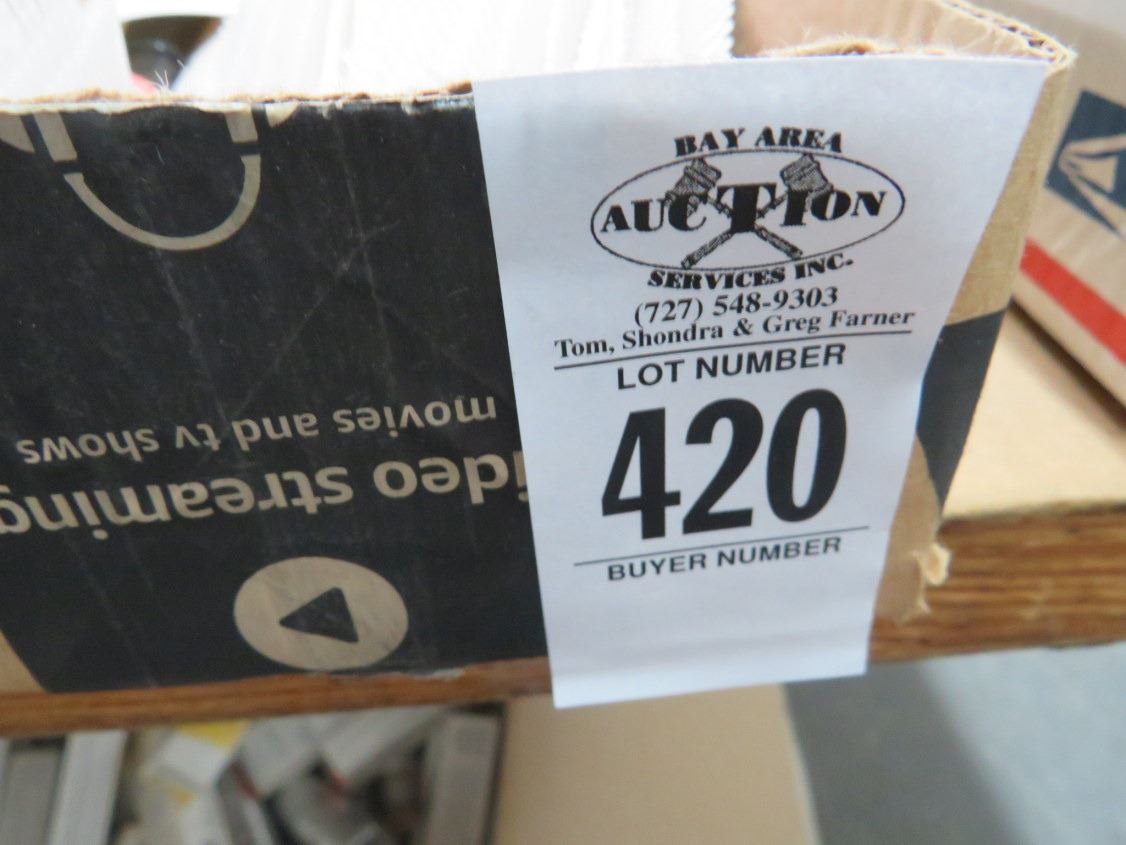 BAY AREA
AUCTION
SERVICES INC.
(727) 548-9303
Tom, Shondra & Greg Farner
LOT NUMBER
420
BUYER NUMBER
ideo streaming
movies and tv shows